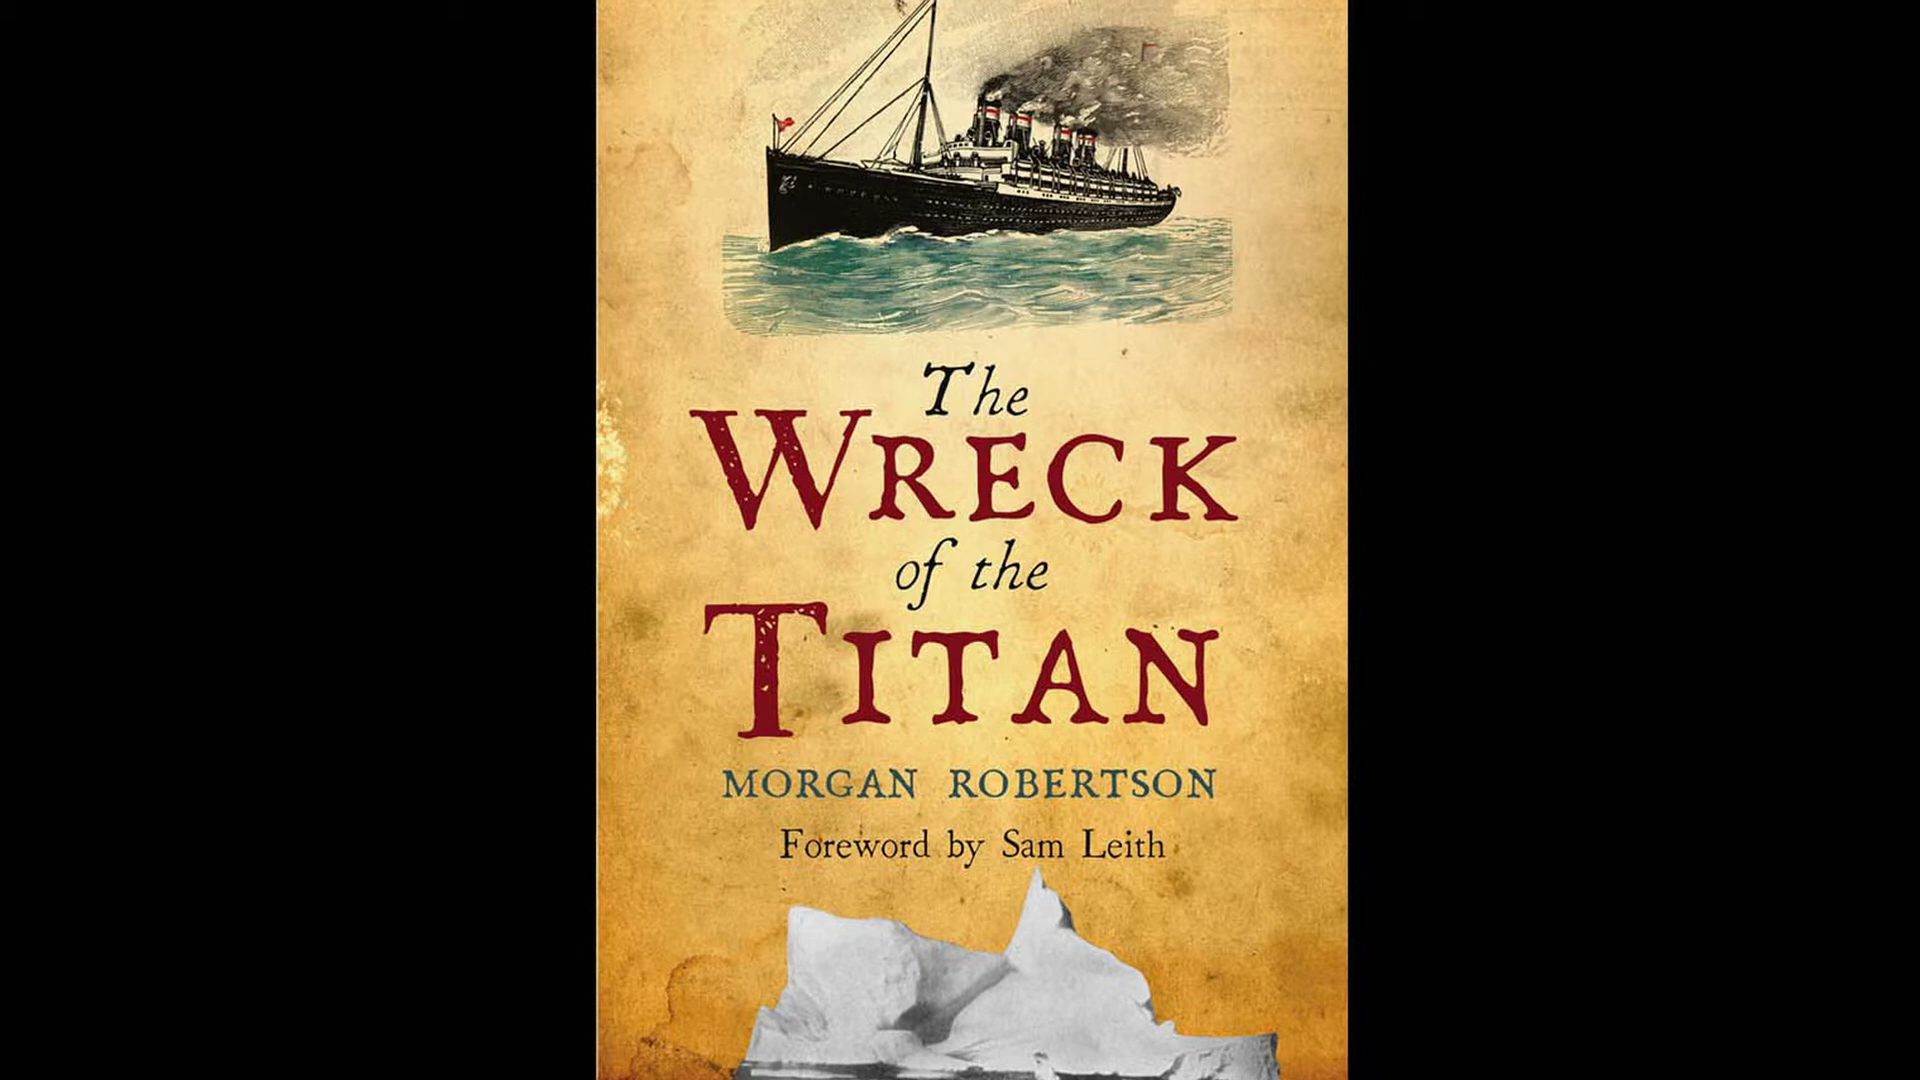 The
WRECK
of the
TITAN
MORGAN ROBERTSON
Foreword by Sam Leith